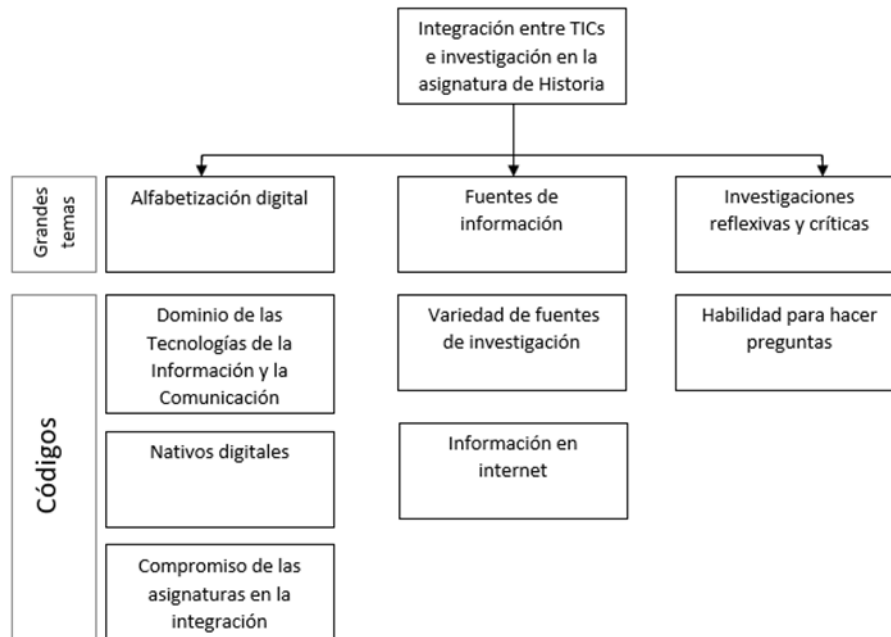 Integración entre TICs
e investigación en la
asignatura de Historia
Grandes
temas
Alfabetización digital
Fuentes de
información
Investigaciones
reflexivas y críticas
Códigos
Dominio de las
Tecnologías de la
Información y la
Comunicación
Variedad de fuentes
de investigación
Habilidad para hacer
preguntas
Nativos digitales
Información en
internet
Compromiso de las
asignaturas en la
integración